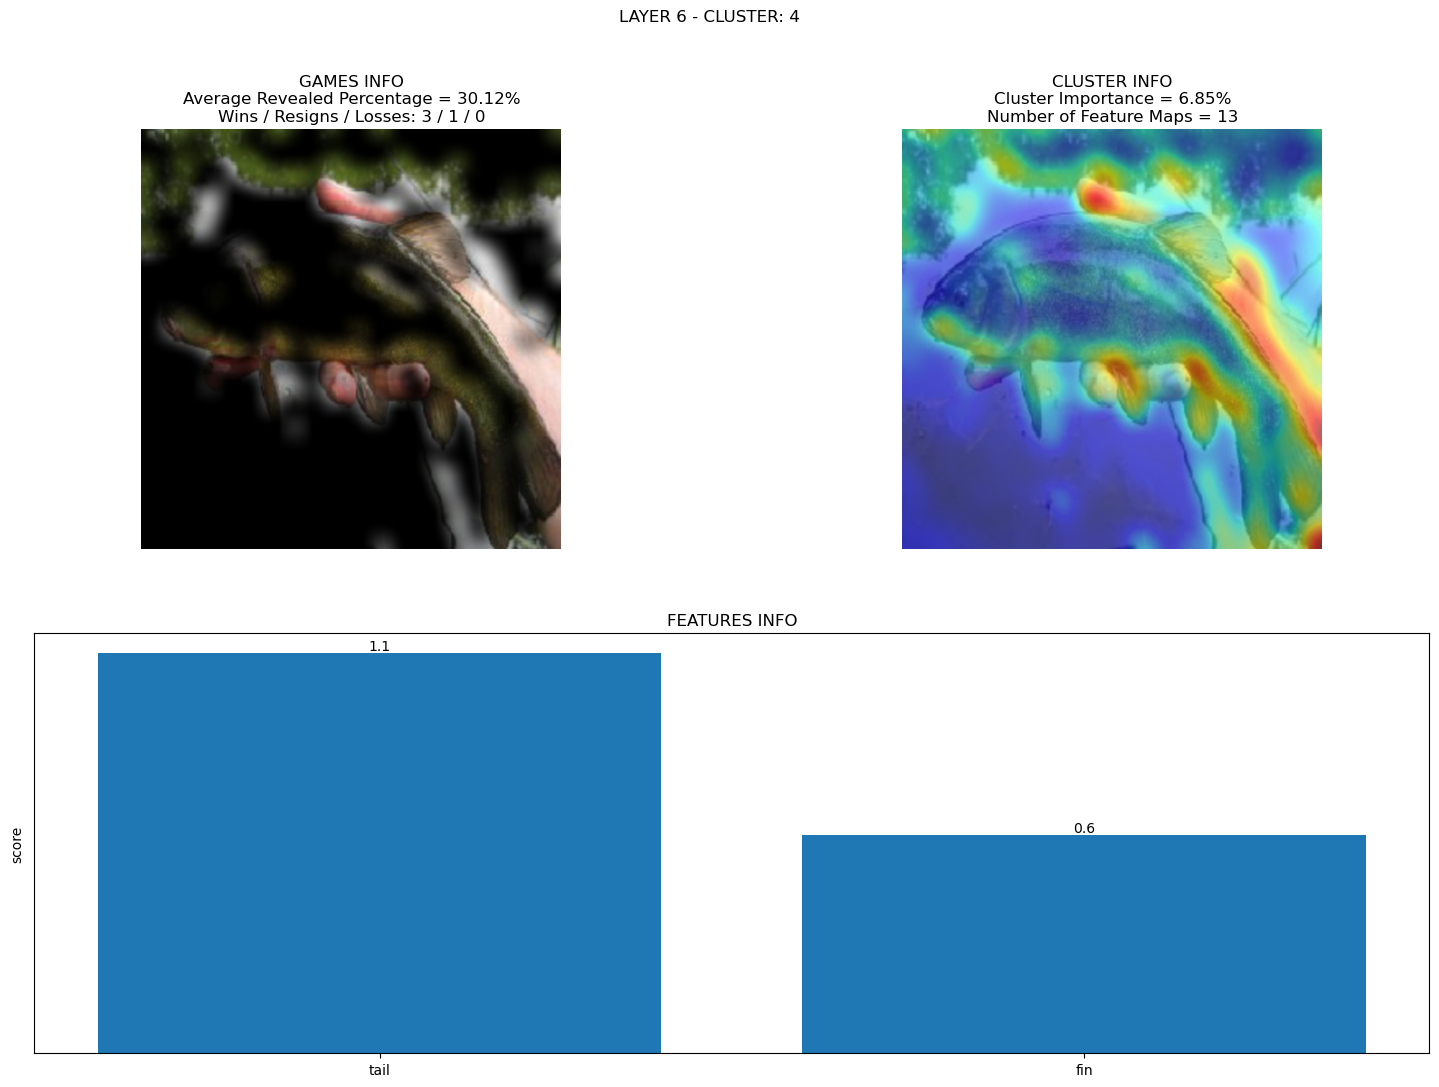 LAYER 6 - CLUSTER: 4
GAMES INFO
Average Revealed Percentage = 30.12%
Wins / Resigns / Losses: 3 / 1 / 0
CLUSTER INFO
Cluster Importance = 6.85%
Number of Feature Maps = 13
FEATURES INFO
score
1.1
0.6
tail
fin